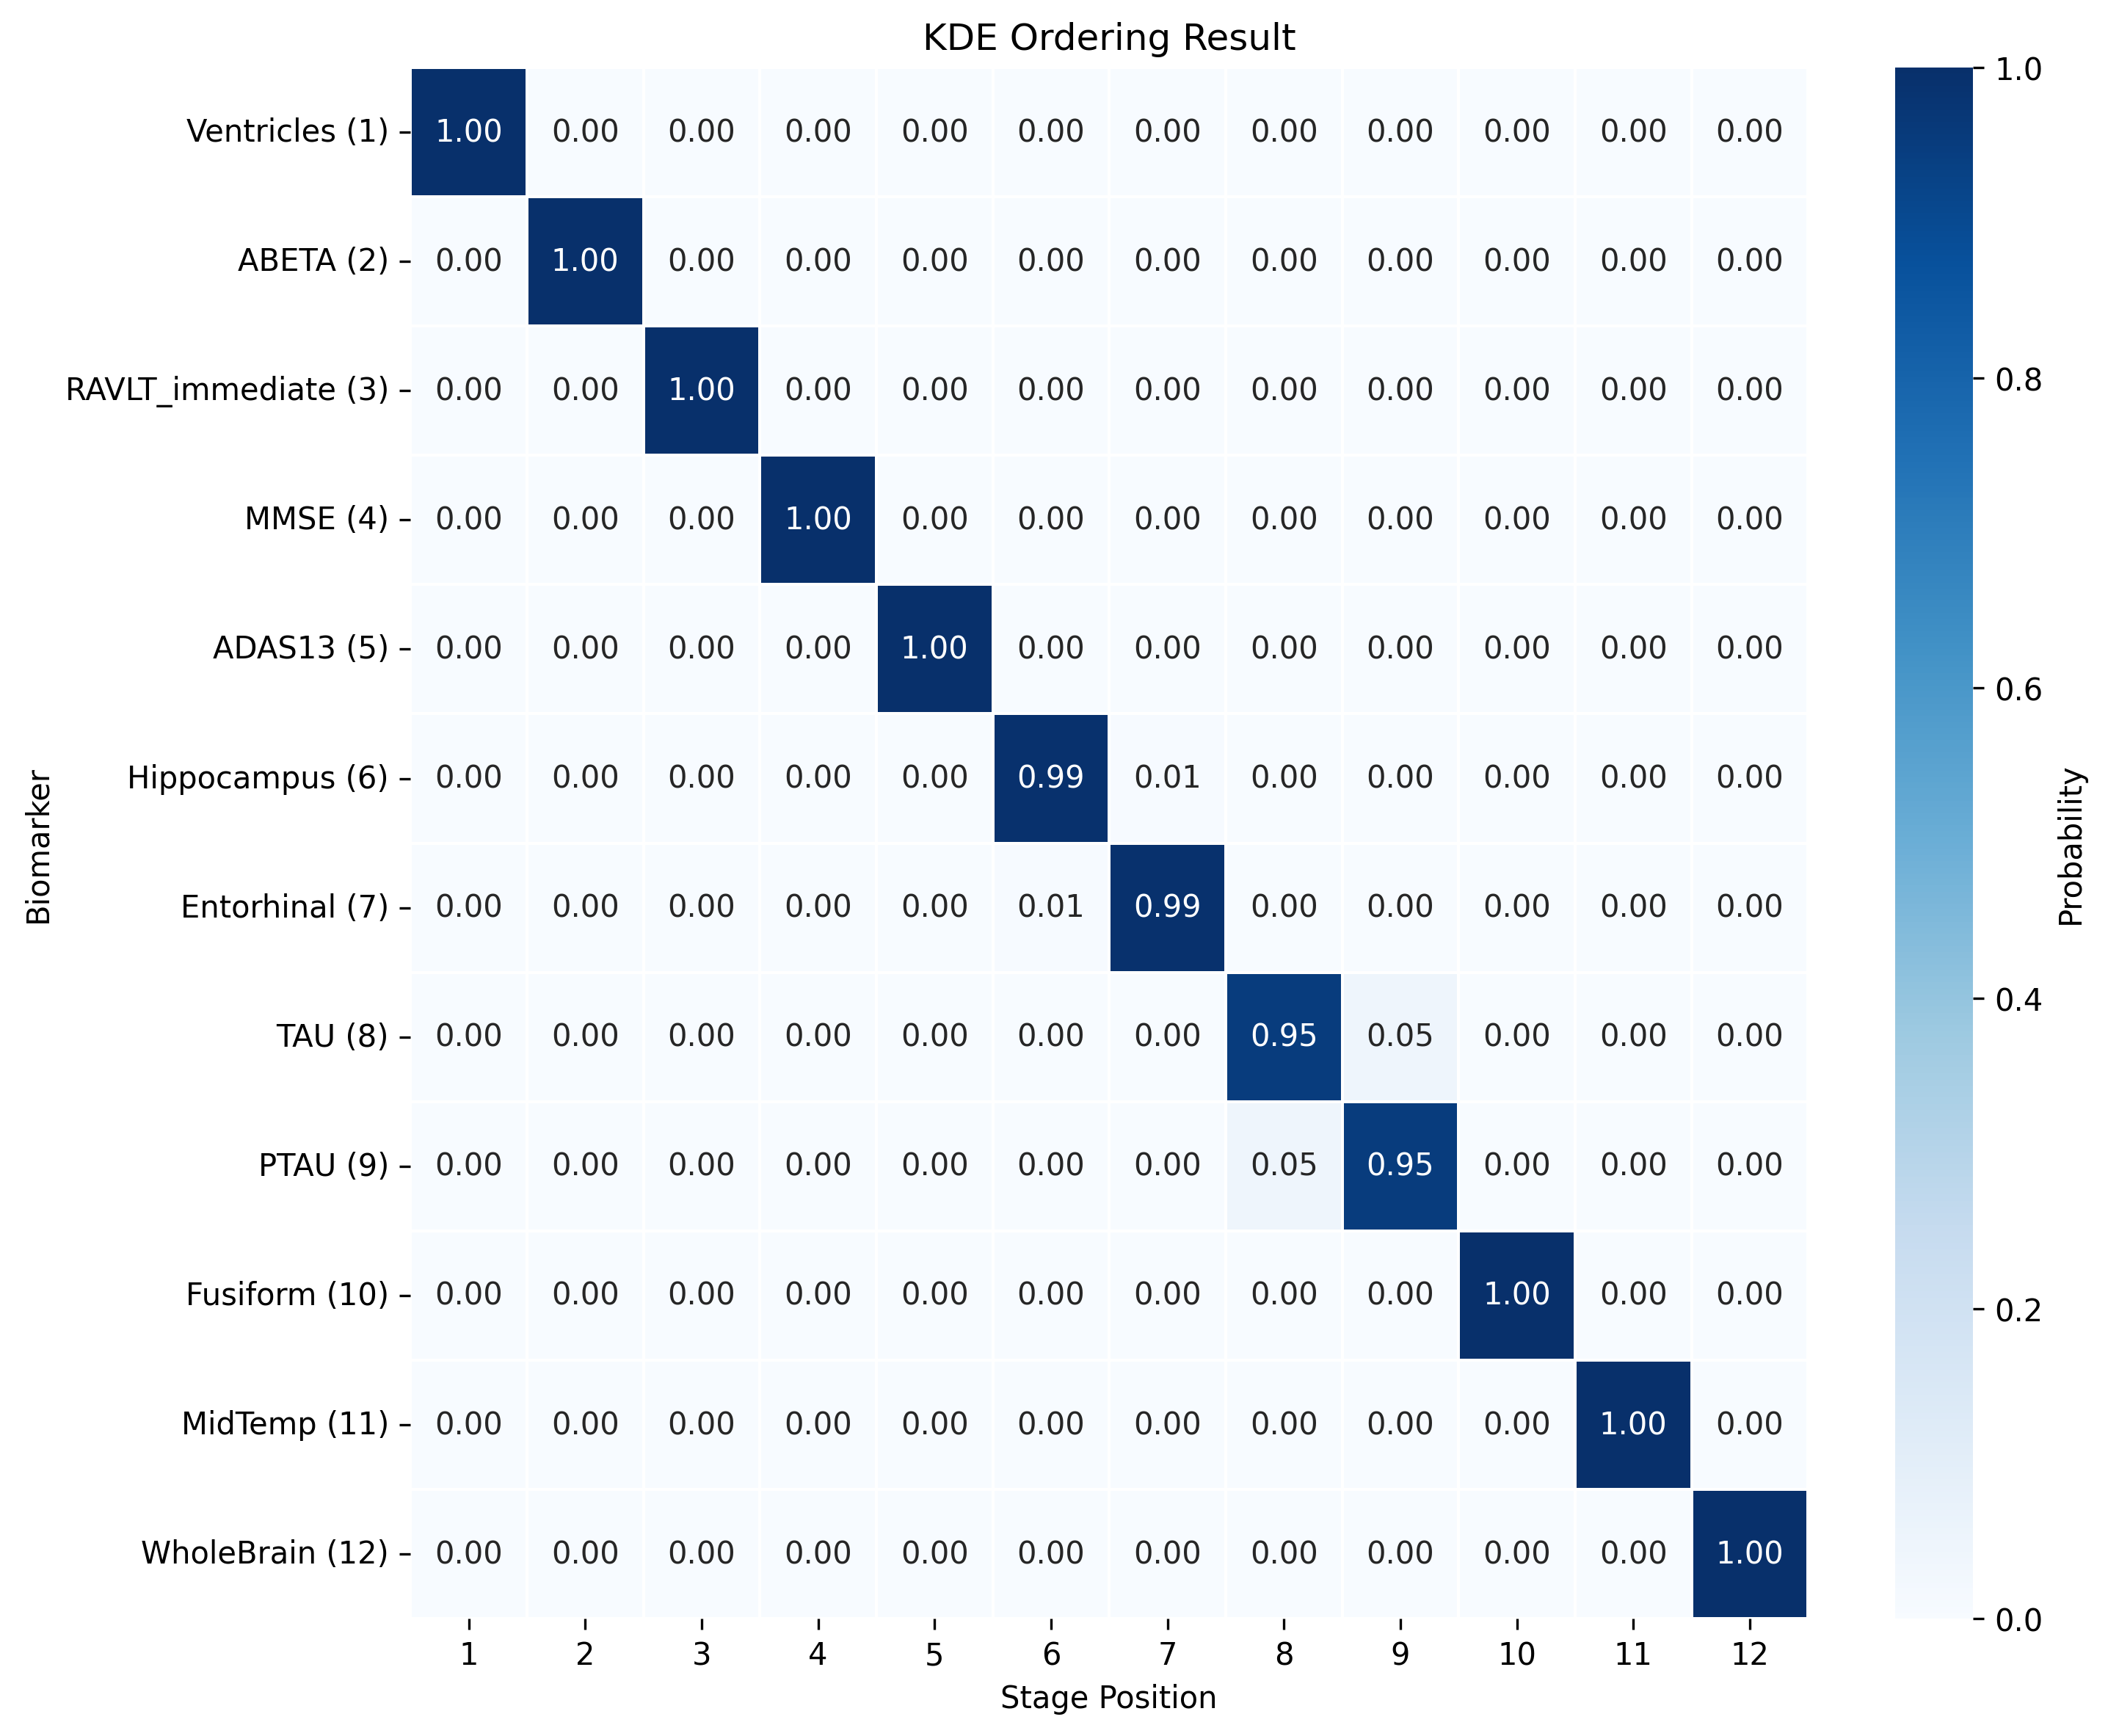 KDE Ordering Result
Ventricles (1) 1.00 0.00 0.00 0.00 0.00 0.00 0.00 0.00 0.00 0.00 0.00 0.00
ABETA (2) 0.00 1.00 0.00 0.00 0.00 0.00 0.00 0.00 0.00 0.00 0.00 0.00
RAVLT_immediate (3) 0.00 0.00 1.00 0.00 0.00 0.00 0.00 0.00 0.00 0.00 0.00 0.00
MMSE (4) 0.00 0.00 0.00 1.00 0.00 0.00 0.00 0.00 0.00 0.00 0.00 0.00
ADAS13 (5) 0.00 0.00 0.00 0.00 1.00 0.00 0.00 0.00 0.00 0.00 0.00 0.00
Hippocampus (6) 0.00 0.00 0.00 0.00 0.00 0.99 0.01 0.00 0.00 0.00 0.00 0.00
Entorhinal (7) 0.00 0.00 0.00 0.00 0.00 0.01 0.99 0.00 0.00 0.00 0.00 0.00
TAU (8) 0.00 0.00 0.00 0.00 0.00 0.00 0.00 0.95 0.05 0.00 0.00 0.00
PTAU (9) 0.00 0.00 0.00 0.00 0.00 0.00 0.00 0.05 0.95 0.00 0.00 0.00
Fusiform (10) 0.00 0.00 0.00 0.00 0.00 0.00 0.00 0.00 0.00 1.00 0.00 0.00
MidTemp (11) 0.00 0.00 0.00 0.00 0.00 0.00 0.00 0.00 0.00 0.00 1.00 0.00
WholeBrain (12) 0.00 0.00 0.00 0.00 0.00 0.00 0.00 0.00 0.00 0.00 0.00 1.00
1 2 3 4 5 6 7 8 9 10 11 12
Stage Position
Biomarker
1.0
0.8
0.6
0.4
0.2
0.0
Probability